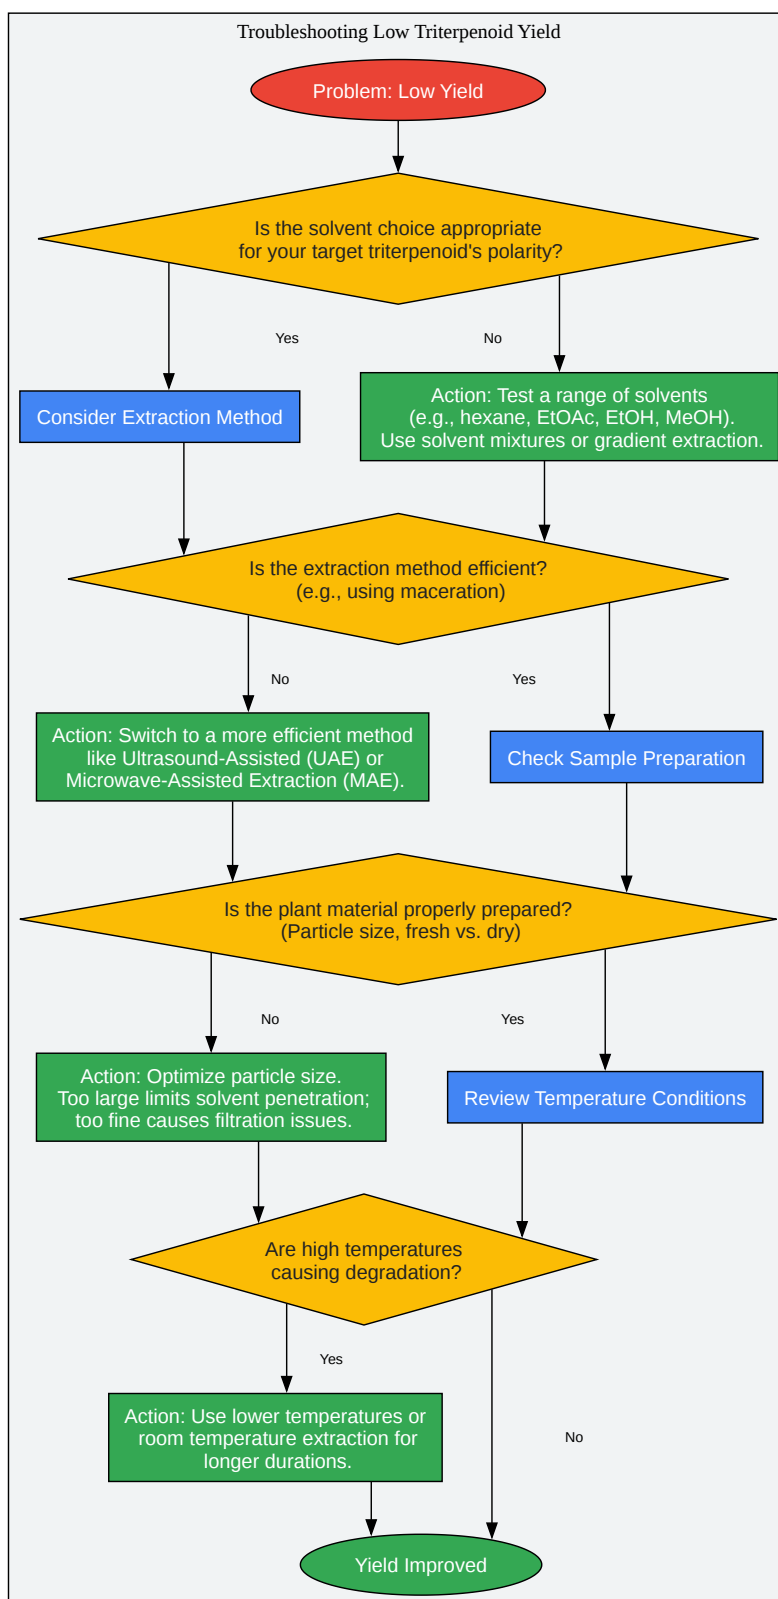 Troubleshooting Low Triterpenoid Yield
Problem: Low Yield
Is the solvent choice appropriate
for your target triterpenoid's polarity?
Yes
No
Consider Extraction Method
Action: Test a range of solvents
(e.g., hexane, EtOAc, EtOH, MeOH).
Use solvent mixtures or gradient extraction.
Is the extraction method efficient?
(e.g., using maceration)
No
Yes
Action: Switch to a more efficient method
like Ultrasound-Assisted (UAE) or
Microwave-Assisted Extraction (MAE).
Check Sample Preparation
Is the plant material properly prepared?
(Particle size, fresh vs. dry)
No
Yes
Action: Optimize particle size.
Too large limits solvent penetration;
too fine causes filtration issues.
Review Temperature Conditions
Are high temperatures
causing degradation?
Yes
Action: Use lower temperatures or
room temperature extraction for
longer durations.
No
Yield Improved